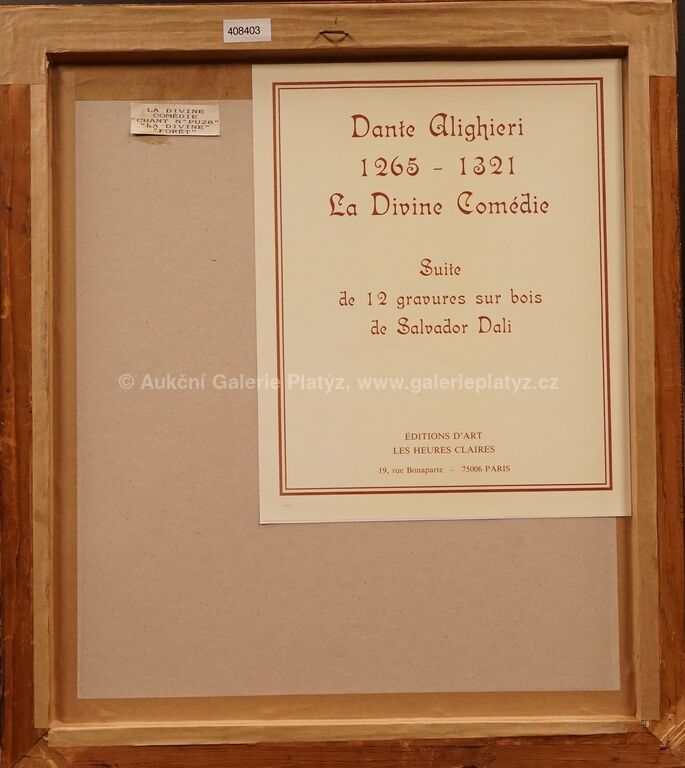 408403
LA DIVINE
COMÉDIE
"CHANT N°PU28"
"LA DIVINE"
"FORÊT"
Dante Alighieri
1265 - 1321
La Divine Comédie
Suite
de 12 gravures sur bois
de Salvador Dali
© Aukční Galerie Platýz, www.galerieplatyz.cz
ÉDITIONS D'ART
LES HEURES CLAIRES
19, rue Bonaparte - 75006 PARIS